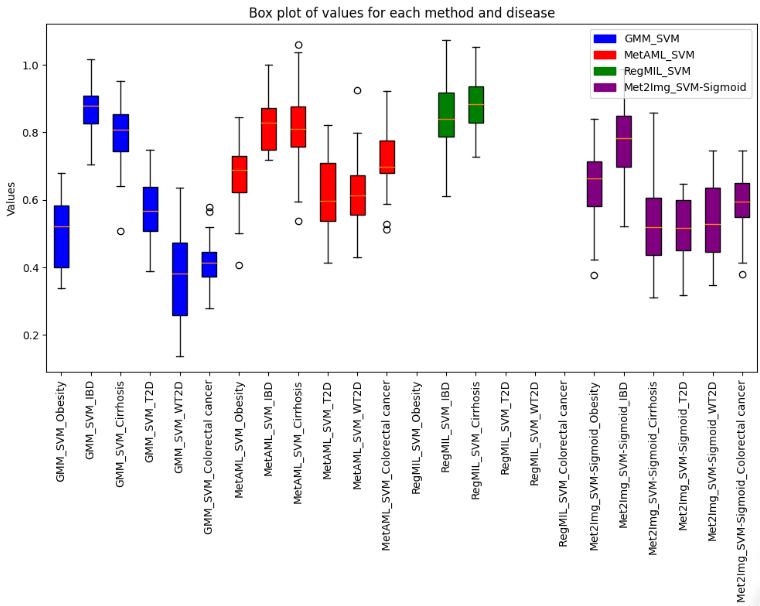 Box plot of values for each method and disease
GMM_SVM
MetAML_SVM
RegMIL_SVM
Met2Img_SVM-Sigmoid
Values
1.0
0.8
0.6
0.4
0.2
GMM_SVM_Obesity
GMM_SVM_IBD
GMM_SVM_Cirrhosis
GMM_SVM_T2D
GMM_SVM_WT2D
GMM_SVM_Colorectal cancer
MetAML_SVM_Obesity
MetAML_SVM_IBD
MetAML_SVM_Cirrhosis
MetAML_SVM_T2D
MetAML_SVM_WT2D
MetAML_SVM_Colorectal cancer
RegMIL_SVM_Obesity
RegMIL_SVM_IBD
RegMIL_SVM_Cirrhosis
RegMIL_SVM_T2D
RegMIL_SVM_WT2D
RegMIL_SVM_Colorectal cancer
Met2Img_SVM-Sigmoid_Obesity
Met2Img_SVM-Sigmoid_IBD
Met2Img_SVM-Sigmoid_Cirrhosis
Met2Img_SVM-Sigmoid_T2D
Met2Img_SVM-Sigmoid_WT2D
Met2Img_SVM-Sigmoid_Colorectal cancer